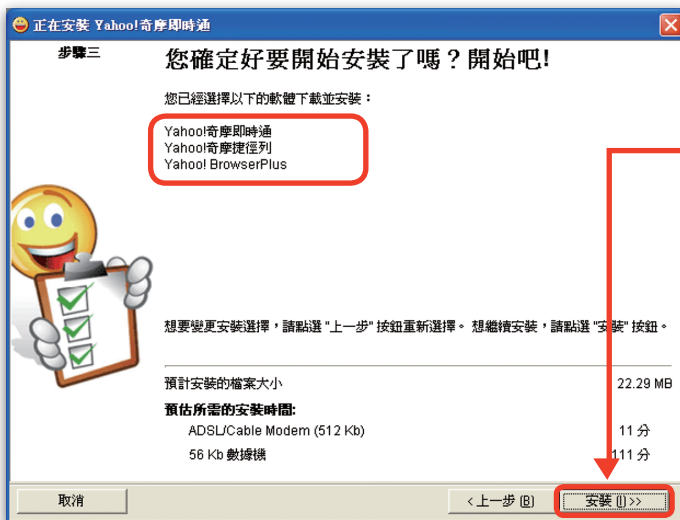 正在安裝 Yahoo!奇摩即時通
步驟三
您確定好要開始安裝了嗎？開始吧!
您已經選擇以下的軟體下載並安裝：
Yahoo!奇摩即時通
Yahoo!奇摩捷徑列
Yahoo! BrowserPlus
想要變更安裝選擇，請點選 "上一步" 按鈕重新選擇。 想繼續安裝，請點選 "安裝" 按鈕。
預計安裝的檔案大小 22.29 MB
預估所需的安裝時間:
ADSL/Cable Modem (512 Kb) 11 分
56 Kb 數據機 111 分
取消 <上一步 (B) 安裝 (I)>>